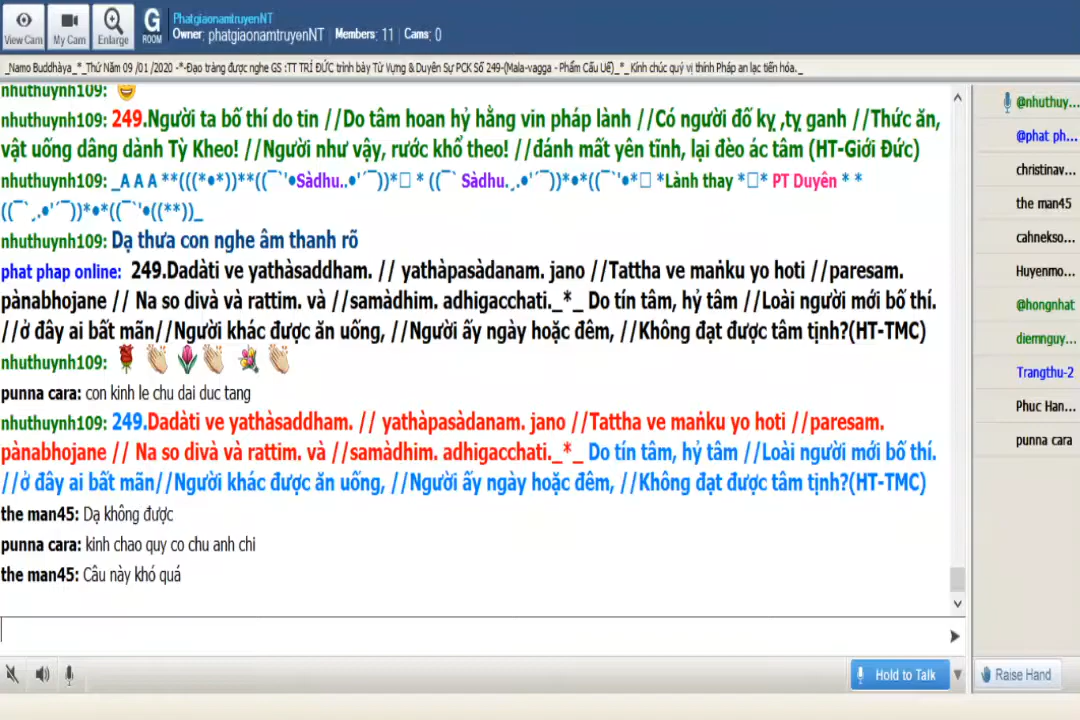 PhatgiaonamtruyenNT
View Cam My Cam Enlarge G ROOM Owner: phatgiaonamtruyenNT Members: 11 Cams: 0
_Namo Buddhàya_*_Thứ Năm 09 /01 /2020 -*-Đạo tràng được nghe GS :TT TRÍ ĐỨC trình bày Từ Vựng & Duyên Sự PCK Số 249-(Mala-vagga - Phẩm Cấu Uế)_*_ Kính chúc quý vị thính Pháp an lạc tiến hóa._
nhuthuynh109:
nhuthuynh109: 249.Người ta bố thí do tin //Do tâm hoan hỷ hằng vin pháp lành //Có người đố kỵ ,tỵ ganh //Thức ăn,
vật uống dâng dành Tỳ Kheo! //Người như vậy, rước khổ theo! //đánh mất yên tĩnh, lại đèo ác tâm (HT-Giới Đức)
nhuthuynh109: _A A A **(((*•*))**((¯`'•Sàdhu..•'´¯))*□ * ((¯` Sàdhu.¸.•'´¯))*•*((¯`'•*□ *Lành thay *□* PT Duyên * *
((¯`¸.•'´¯))*•*((¯`'•((**))_
nhuthuynh109: Dạ thưa con nghe âm thanh rõ
phat phap online: 249.Dadàti ve yathàsaddham. // yathàpasàdanam. jano //Tattha ve maṅku yo hoti //paresam.
pànabhojane // Na so divà và rattim. và //samàdhim. adhigacchati._*_ Do tín tâm, hỷ tâm //Loài người mới bố thí.
//ở đây ai bất mãn//Người khác được ăn uống, //Người ấy ngày hoặc đêm, //Không đạt được tâm tịnh?(HT-TMC)
nhuthuynh109:
punna cara: con kinh le chu dai duc tang
nhuthuynh109: 249.Dadàti ve yathàsaddham. // yathàpasàdanam. jano //Tattha ve maṅku yo hoti //paresam.
pànabhojane // Na so divà và rattim. và //samàdhim. adhigacchati._*_ Do tín tâm, hỷ tâm //Loài người mới bố thí.
//ở đây ai bất mãn//Người khác được ăn uống, //Người ấy ngày hoặc đêm, //Không đạt được tâm tịnh?(HT-TMC)
the man45: Dạ không được
punna cara: kinh chao quy co chu anh chi
the man45: Câu này khó quá
@nhuthuy...
@phat ph...
christinav...
the man45
cahnekso...
Huyenmo...
@hongnhat
diemnguy...
Trangthu-2
Phuc Han...
punna cara
Hold to Talk
Raise Hand